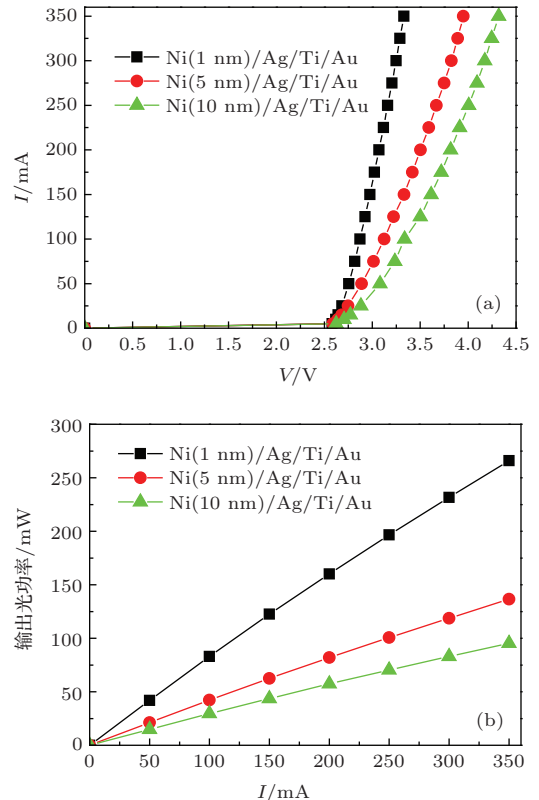 350
300
250
200
150
100
50
0
I/mA
Ni(1 nm)/Ag/Ti/Au
Ni(5 nm)/Ag/Ti/Au
Ni(10 nm)/Ag/Ti/Au
(a)
0 0.5 1.0 1.5 2.0 2.5 3.0 3.5 4.0 4.5
V/V
300
250
200
150
100
50
0
输出光功率/mW
Ni(1 nm)/Ag/Ti/Au
Ni(5 nm)/Ag/Ti/Au
Ni(10 nm)/Ag/Ti/Au
(b)
0 50 100 150 200 250 300 350
I/mA